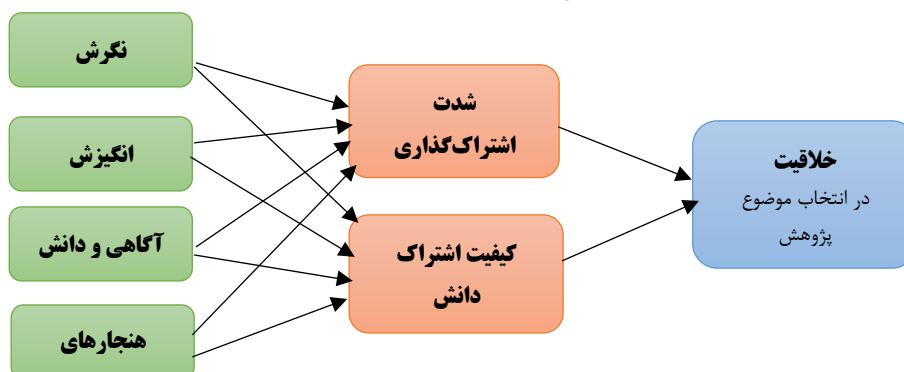 نگرش
انگیزش
آگاهی و دانش
هنجارهای
شدت
اشتراک‌گذاری
کیفیت اشتراک
دانش
خلاقیت
در انتخاب موضوع
پژوهش